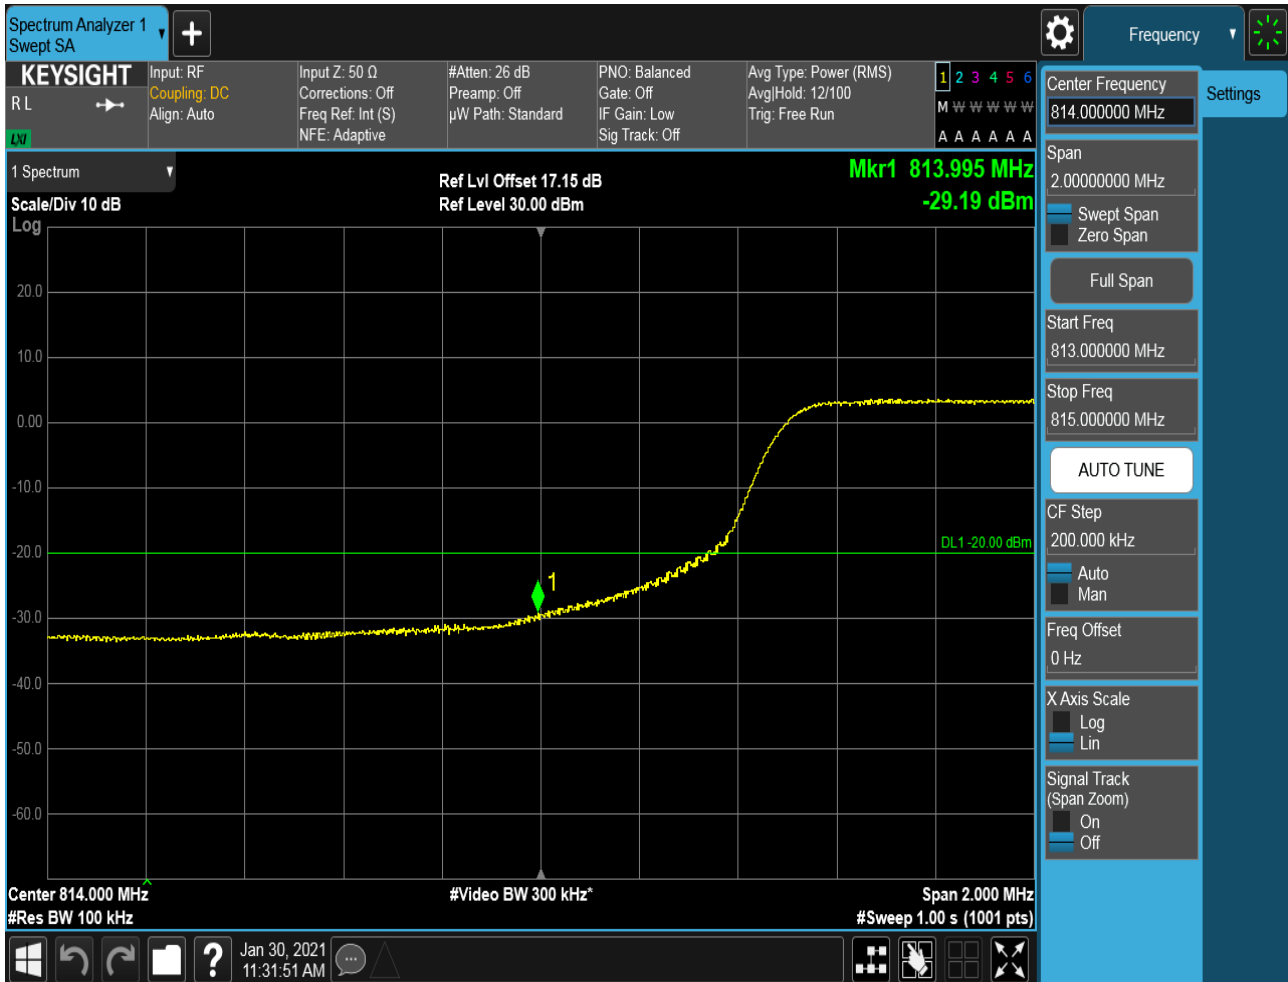 Spectrum Analyzer 1
Swept SA
Frequency
KEYSIGHT
R L
LXI
Input: RF
Coupling: DC
Align: Auto
Input Z: 50 Ω
Corrections: Off
Freq Ref: Int (S)
NFE: Adaptive
#Atten: 26 dB
Preamp: Off
µW Path: Standard
PNO: Balanced
Gate: Off
IF Gain: Low
Sig Track: Off
Avg Type: Power (RMS)
Avg|Hold: 12/100
Trig: Free Run
1 2 3 4 5 6
M W W W W W
A A A A A A
1 Spectrum
Scale/Div 10 dB
Log
Ref Lvl Offset 17.15 dB
Ref Level 30.00 dBm
Mkr1 813.995 MHz
-29.19 dBm
20.0
10.0
0.00
-10.0
-20.0
-30.0
-40.0
-50.0
-60.0
DL1 -20.00 dBm
1
Center 814.000 MHz
#Res BW 100 kHz
#Video BW 300 kHz*
Span 2.000 MHz
#Sweep 1.00 s (1001 pts)
Center Frequency
814.000000 MHz
Settings
Span
2.00000000 MHz
Swept Span
Zero Span
Full Span
Start Freq
813.000000 MHz
Stop Freq
815.000000 MHz
AUTO TUNE
CF Step
200.000 kHz
Auto
Man
Freq Offset
0 Hz
X Axis Scale
Log
Lin
Signal Track
(Span Zoom)
On
Off
?
Jan 30, 2021
11:31:51 AM